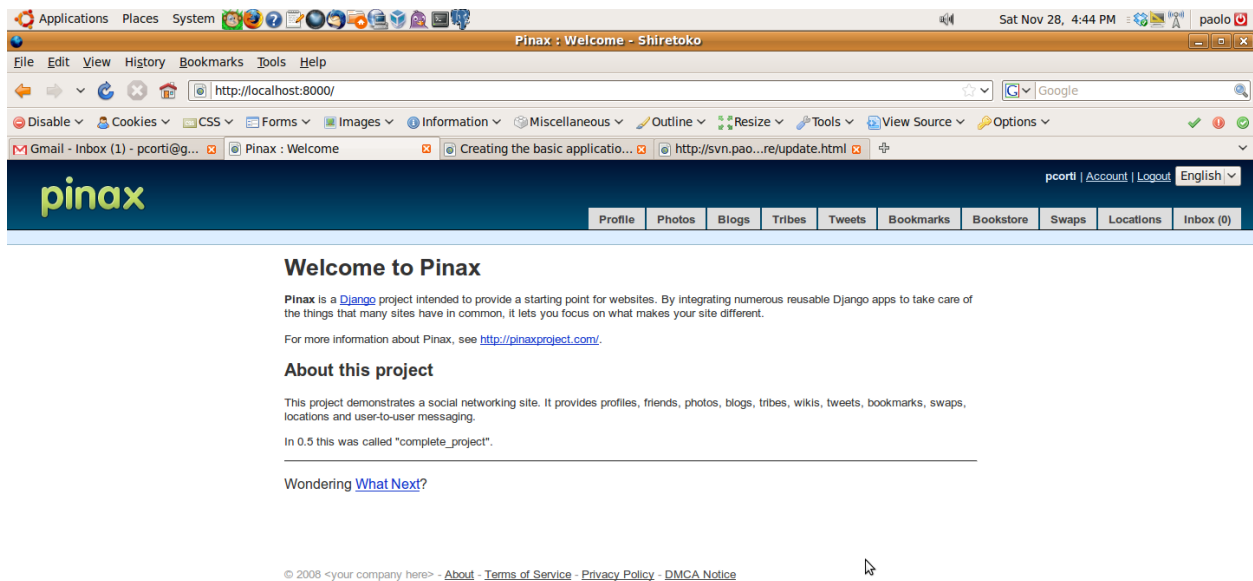 Applications Places System Sat Nov 28, 4:44 PM paolo
Pinax : Welcome - Shiretoko
File Edit View History Bookmarks Tools Help
http://localhost:8000/ G Google
Disable Cookies CSS Forms Images Information Miscellaneous Outline Resize Tools View Source Options
Gmail - Inbox (1) - pcorti@g... Pinax : Welcome Creating the basic applicatio... http://svn.pao...re/update.html
pcorti | Account | Logout English
pinax
Profile Photos Blogs Tribes Tweets Bookmarks Bookstore Swaps Locations Inbox (0)
Welcome to Pinax
Pinax is a Django project intended to provide a starting point for websites. By integrating numerous reusable Django apps to take care of
the things that many sites have in common, it lets you focus on what makes your site different.
For more information about Pinax, see http://pinaxproject.com/.
About this project
This project demonstrates a social networking site. It provides profiles, friends, photos, blogs, tribes, wikis, tweets, bookmarks, swaps,
locations and user-to-user messaging.
In 0.5 this was called "complete_project".
Wondering What Next?
© 2008 <your company here> - About - Terms of Service - Privacy Policy - DMCA Notice